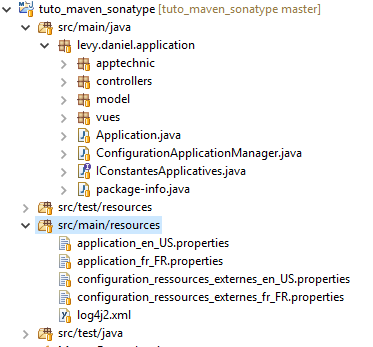 tuto_maven_sonatype [tuto_maven_sonatype master]
src/main/java
levy.daniel.application
apptechnic
controllers
model
vues
Application.java
ConfigurationApplicationManager.java
IConstantesApplicatives.java
package-info.java
src/test/resources
src/main/resources
application_en_US.properties
application_fr_FR.properties
configuration_ressources_externes_en_US.properties
configuration_ressources_externes_fr_FR.properties
log4j2.xml
src/test/java